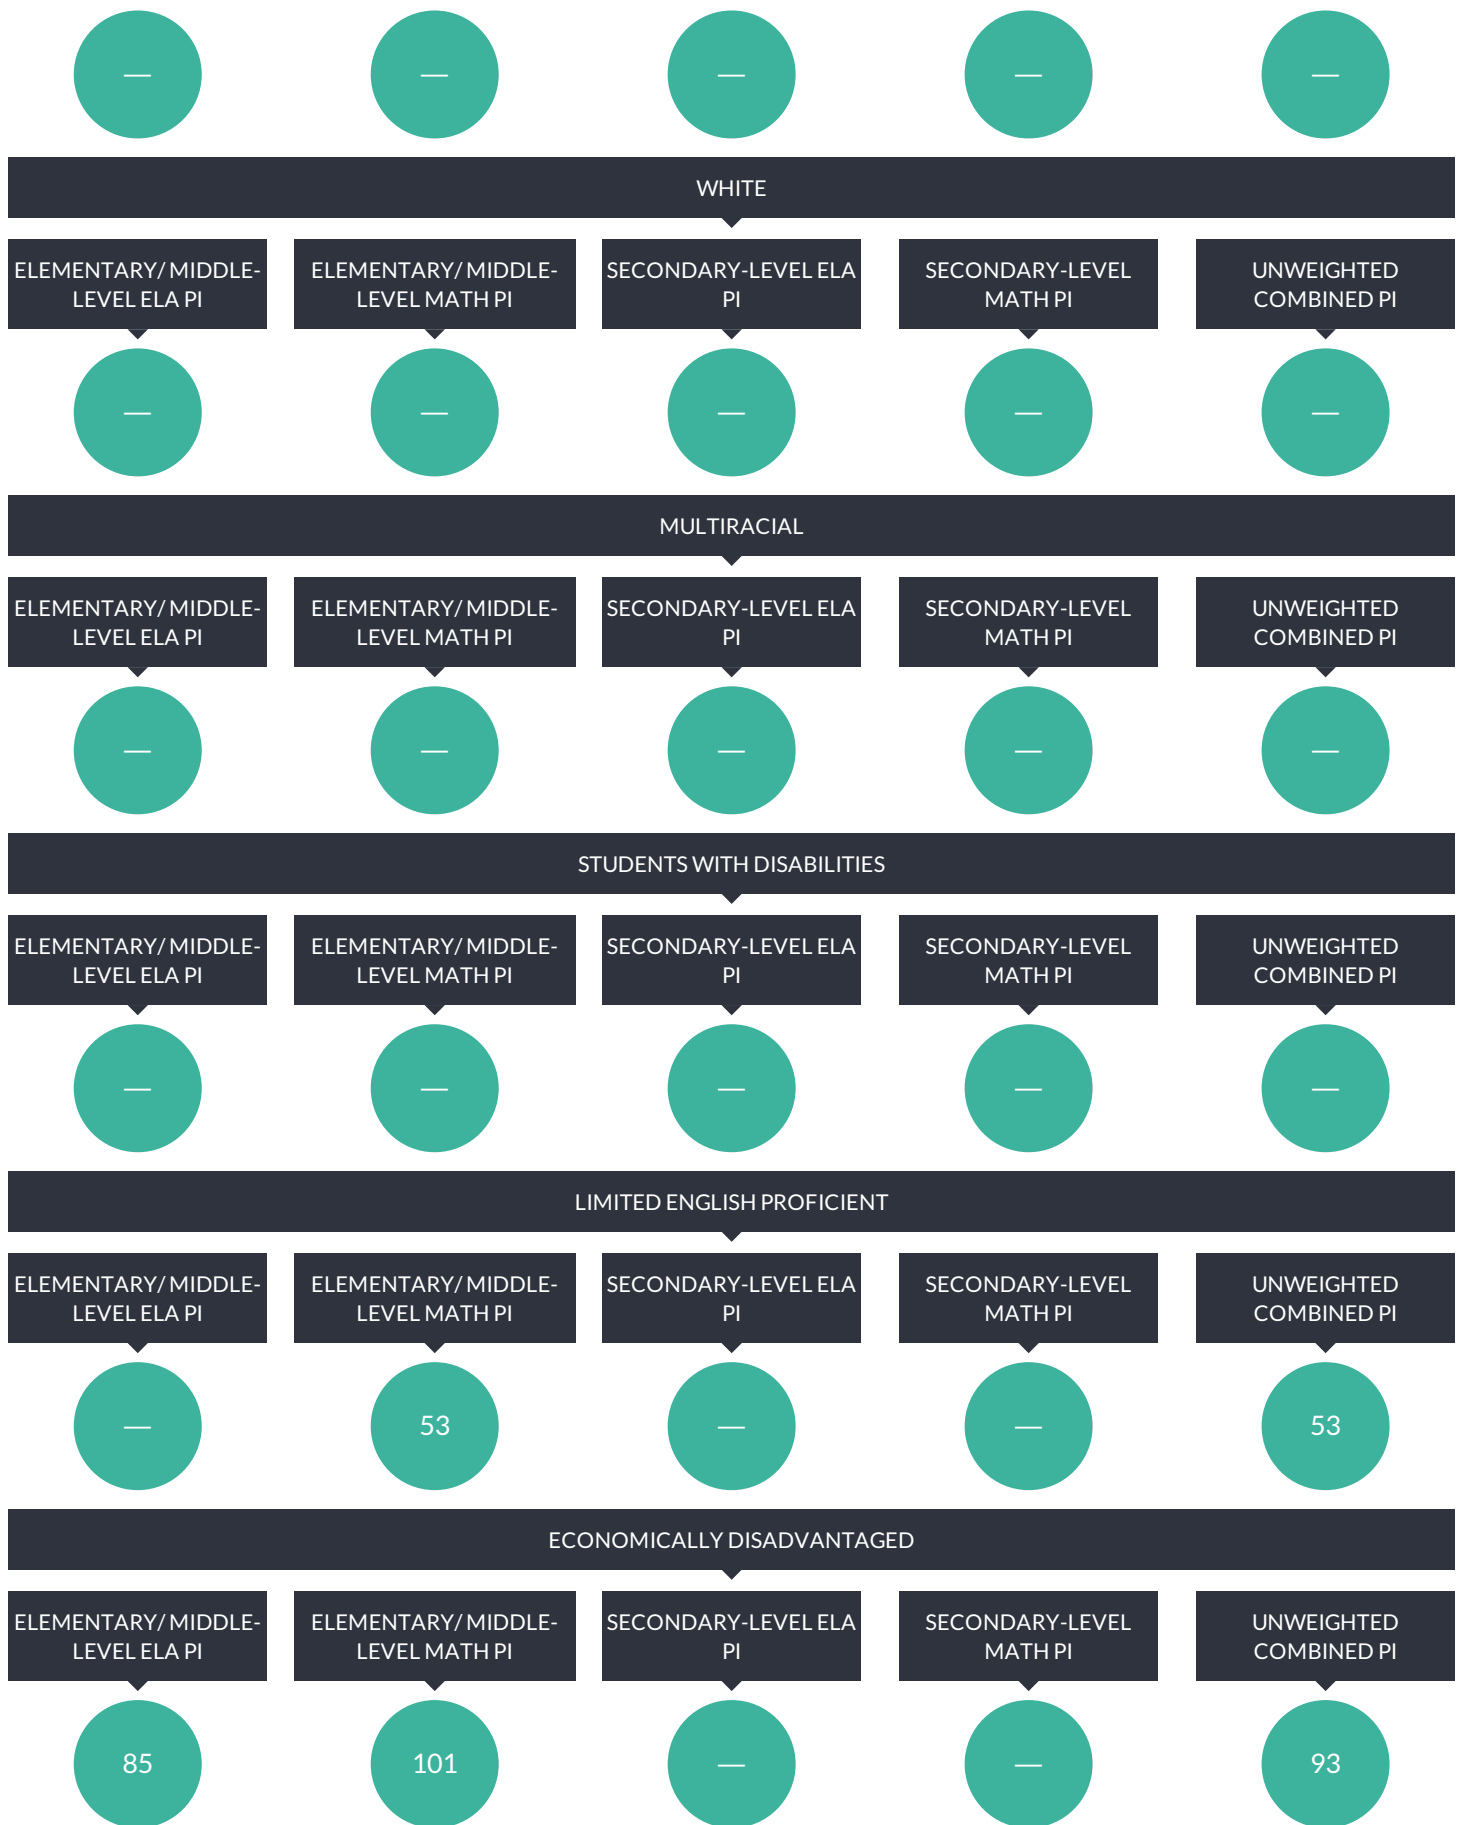 — — — — —
WHITE
ELEMENTARY/ MIDDLE- ELEMENTARY/ MIDDLE- SECONDARY-LEVEL ELA SECONDARY-LEVEL UNWEIGHTED
LEVEL ELA PI LEVEL MATH PI PI MATH PI COMBINED PI
— — — — —
MULTIRACIAL
ELEMENTARY/ MIDDLE- ELEMENTARY/ MIDDLE- SECONDARY-LEVEL ELA SECONDARY-LEVEL UNWEIGHTED
LEVEL ELA PI LEVEL MATH PI PI MATH PI COMBINED PI
— — — — —
STUDENTS WITH DISABILITIES
ELEMENTARY/ MIDDLE- ELEMENTARY/ MIDDLE- SECONDARY-LEVEL ELA SECONDARY-LEVEL UNWEIGHTED
LEVEL ELA PI LEVEL MATH PI PI MATH PI COMBINED PI
— — — — —
LIMITED ENGLISH PROFICIENT
ELEMENTARY/ MIDDLE- ELEMENTARY/ MIDDLE- SECONDARY-LEVEL ELA SECONDARY-LEVEL UNWEIGHTED
LEVEL ELA PI LEVEL MATH PI PI MATH PI COMBINED PI
— 53 — — 53
ECONOMICALLY DISADVANTAGED
ELEMENTARY/ MIDDLE- ELEMENTARY/ MIDDLE- SECONDARY-LEVEL ELA SECONDARY-LEVEL UNWEIGHTED
LEVEL ELA PI LEVEL MATH PI PI MATH PI COMBINED PI
85 101 — — 93